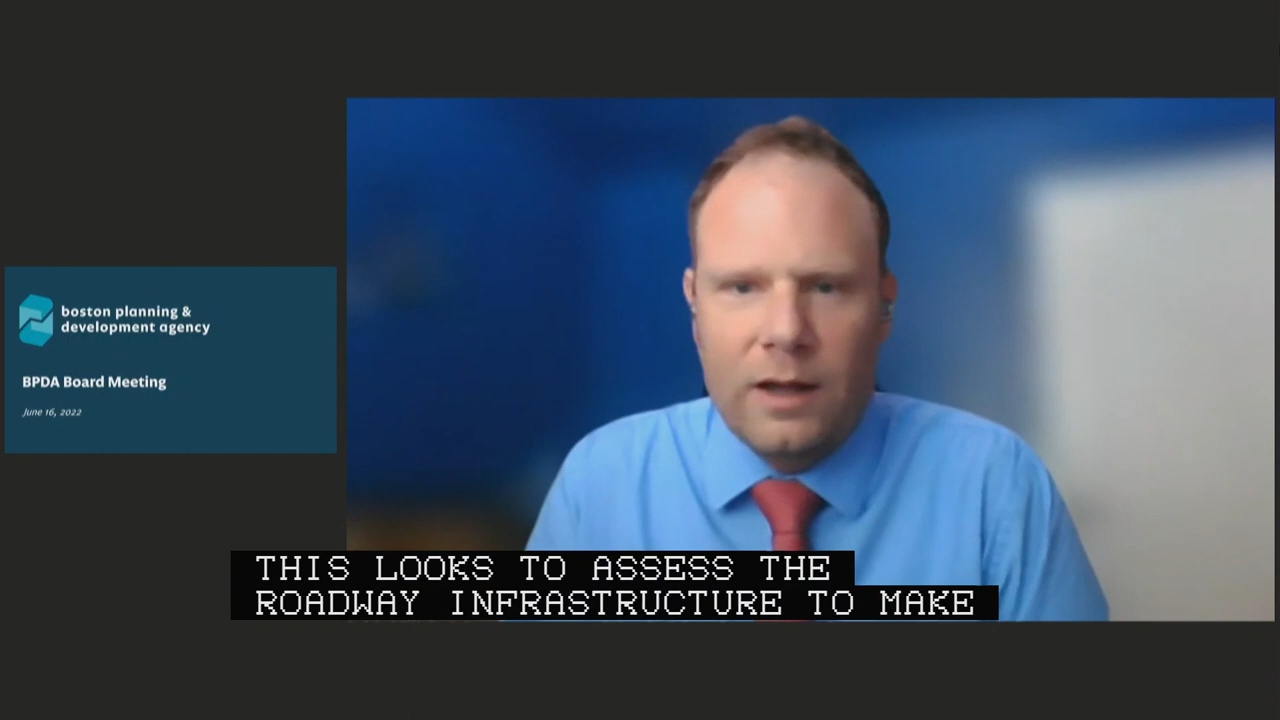 boston planning &
development agency
BPDA Board Meeting
June 16, 2022
THIS LOOKS TO ASSESS THE
ROADWAY INFRASTRUCTURE TO MAKE